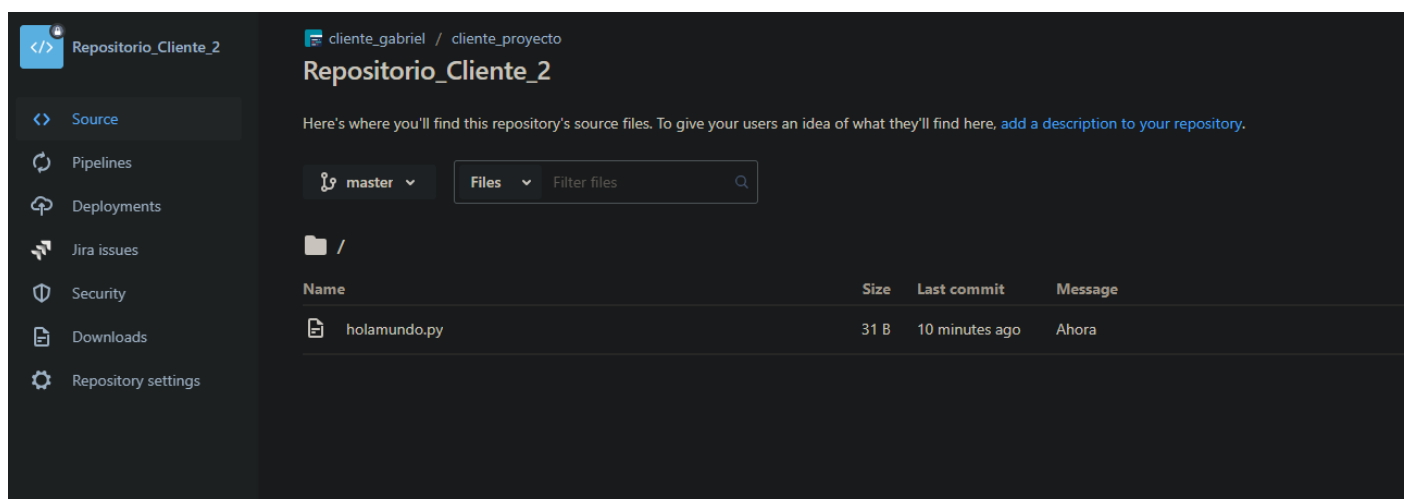 Repositorio_Cliente_2
Source
Pipelines
Deployments
Jira issues
Security
Downloads
Repository settings
cliente_gabriel / cliente_proyecto
Repositorio_Cliente_2
Here's where you'll find this repository's source files. To give your users an idea of what they'll find here, add a description to your repository.
master Files Filter files
/
Name Size Last commit Message
holamundo.py 31 B 10 minutes ago Ahora